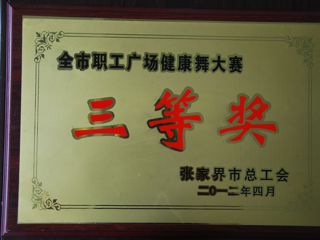 全市职工广场健康舞大赛
三等奖
张家界市总工会
二〇一二年四月